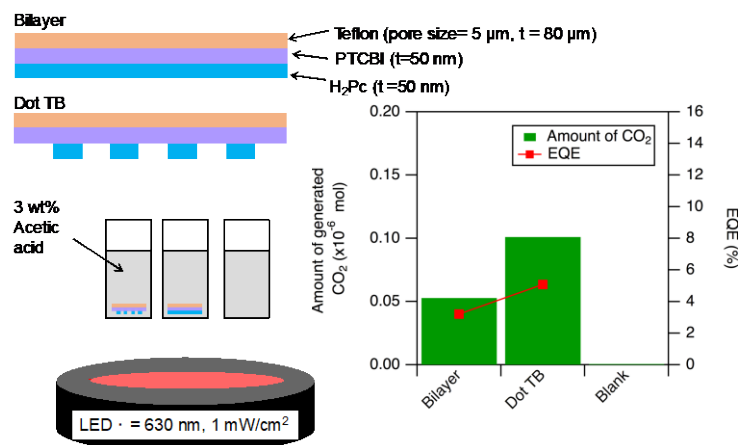 Bilayer
Teflon (pore size= 5 µm, t = 80 µm)
PTCBI (t=50 nm)
H₂Pc (t=50 nm)
Dot TB
3 wt%
Acetic
acid
LED · = 630 nm, 1 mW/cm²
Amount of CO₂
EQE
0.20
0.15
0.10
0.05
0.00
Amount of generated
CO₂ (x10⁻⁶ mol)
16
14
12
10
8
6
4
2
0
EQE (%)
Bilayer
Dot TB
Blank